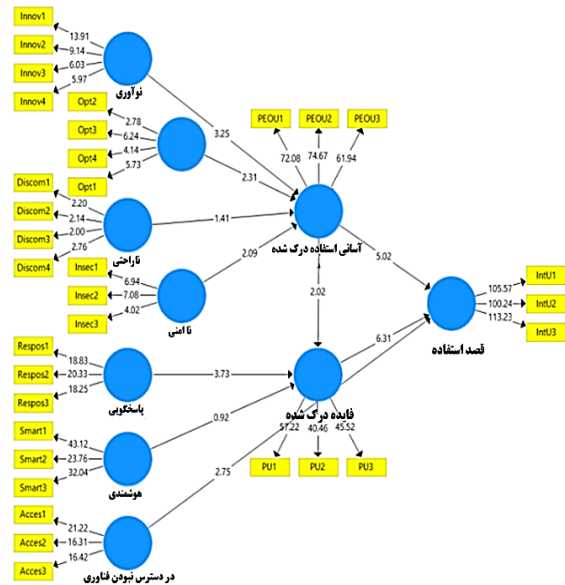 Innov1
13.91
Innov2
9.14
Innov3
6.03
5.97
Innov4
نوآوری
Opt2
2.78
Opt3
6.24
Opt4
4.14
5.73
Opt1
3.25
2.31
PEOU1
PEOU2
PEOU3
72.08
74.67
61.94
آسانی استفاده درک شده
Discom1
2.20
Discom2
2.14
Discom3
2.00
2.76
Discom4
ناراحتی
1.41
Insec1
6.94
Insec2
7.08
Insec3
4.02
نا امنی
2.09
5.02
2.02
IntU1
105.57
IntU2
100.24
IntU3
113.23
قصد استفاده
6.31
Respos1
18.83
Respos2
20.33
18.25
Respos3
پاسخگویی
3.73
فایده درک شده
57.22
40.46
45.52
PU1
PU2
PU3
0.92
Smart1
43.12
Smart2
23.76
32.04
Smart3
هوشمندی
2.75
Acces1
21.22
Acces2
16.31
16.42
Acces3
در دسترس نبودن فناوری